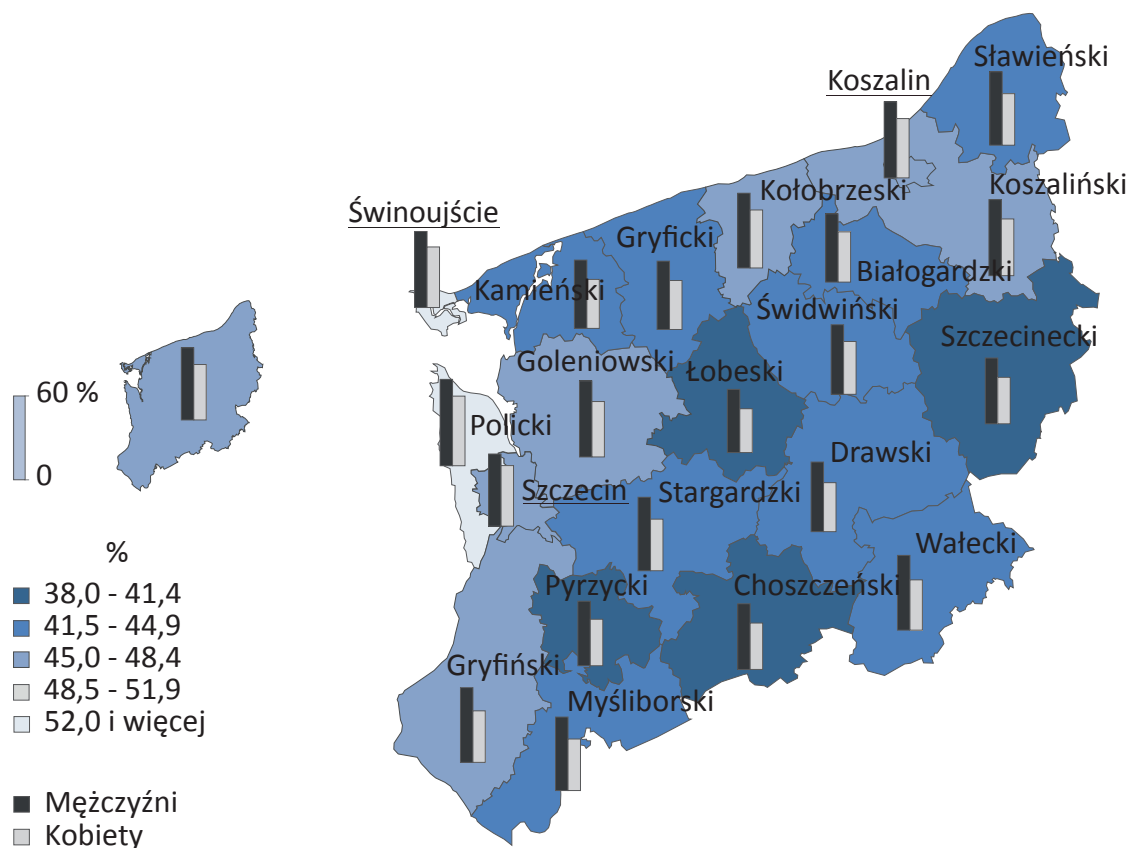 Sławieński
Koszalin
Koszaliński
Kołobrzeski
Świnoujście
Gryficki
Białogardzki
Kamieński
Świdwiński
Szczecinecki
Goleniowski
Łobeski
60 %
0
Policki
Drawski
Szczecin
Stargardzki
Wałecki
%
38,0 - 41,4
41,5 - 44,9
45,0 - 48,4
48,5 - 51,9
52,0 i więcej
Pyrzycki
Choszczeński
Gryfiński
Myśliborski
Mężczyźni
Kobiety